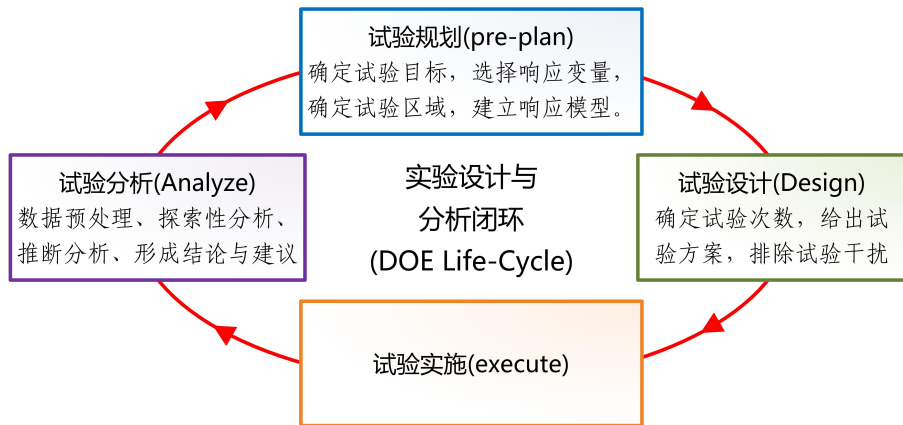 试验规划(pre-plan)
确定试验目标，选择响应变量，
确定试验区域，建立响应模型。
试验分析(Analyze)
数据预处理、探索性分析、
推断分析、形成结论与建议
实验设计与
分析闭环
(DOE Life-Cycle)
试验设计(Design)
确定试验次数，给出试
验方案，排除试验干扰
试验实施(execute)